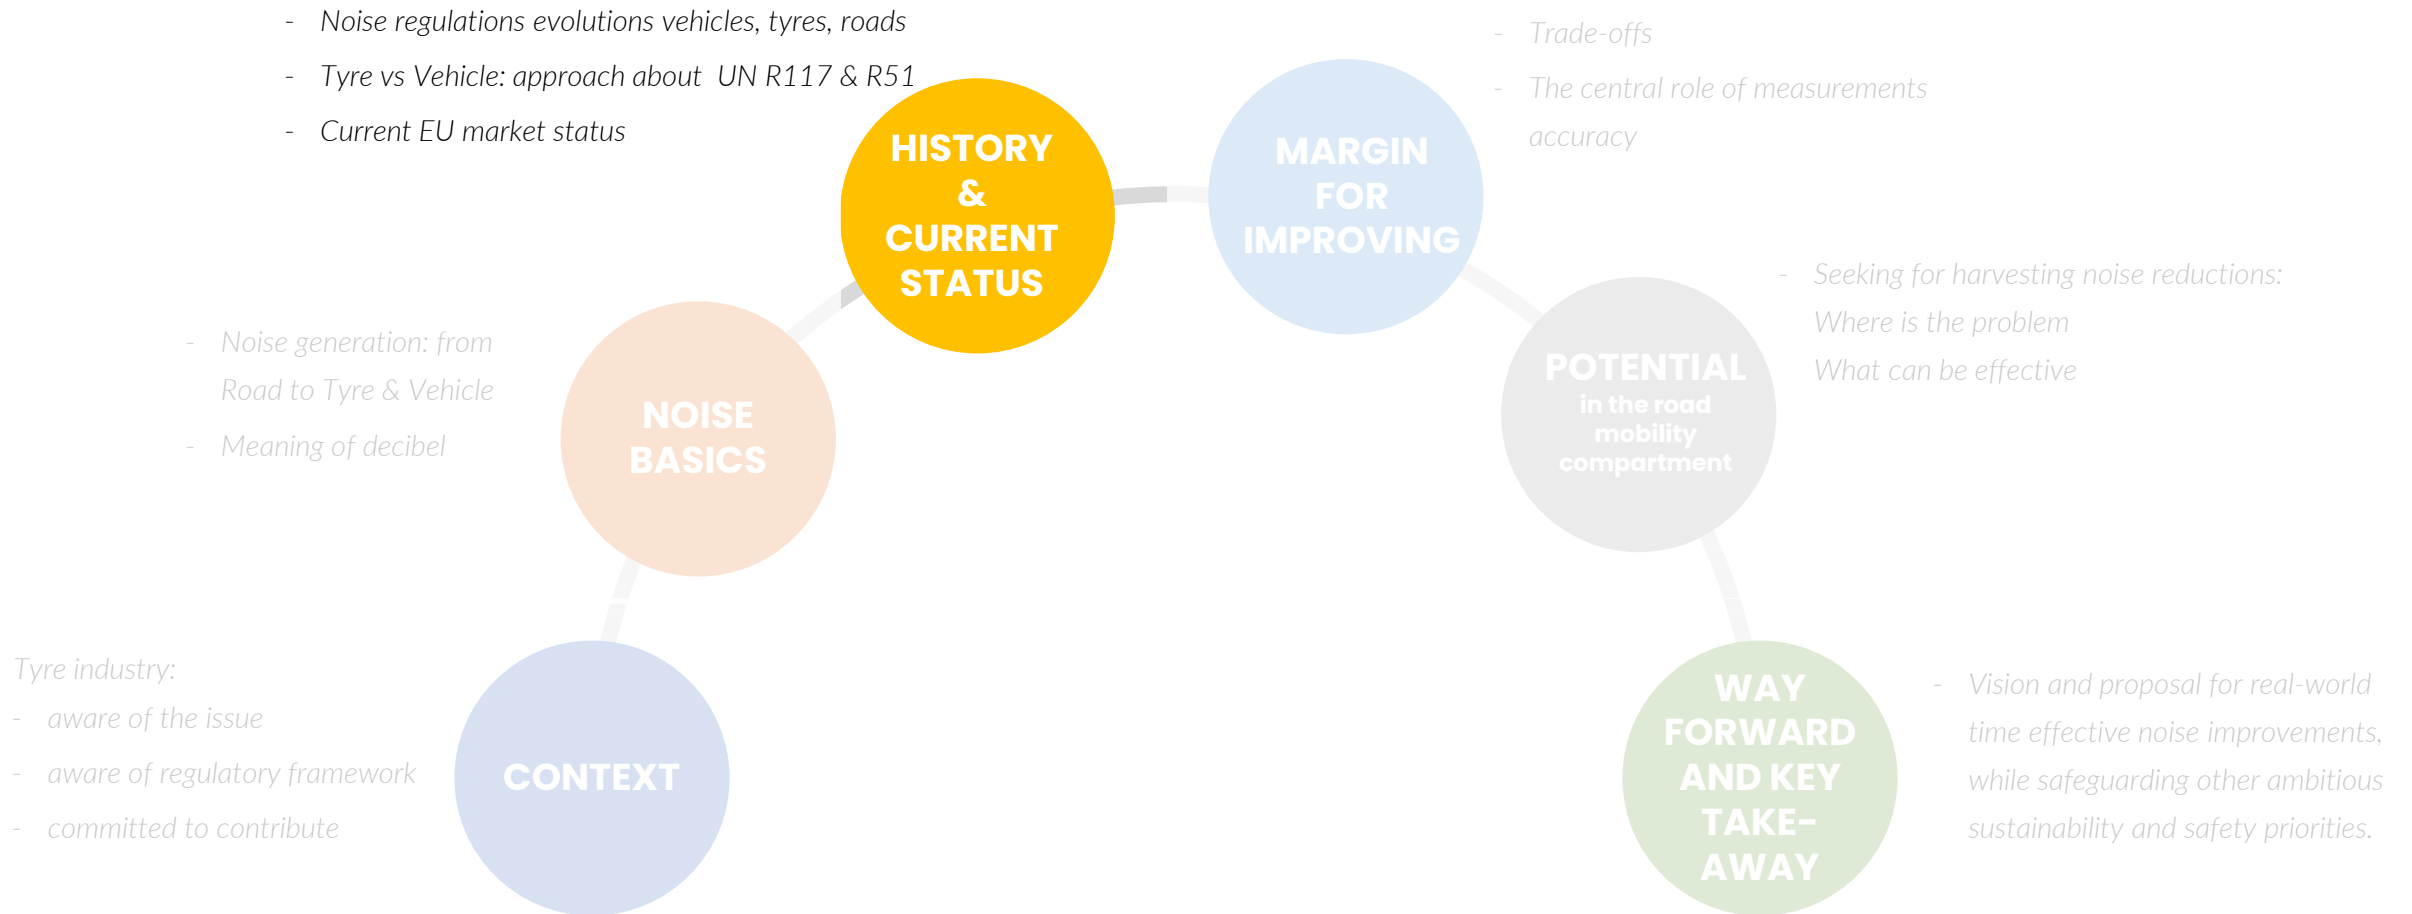 - Noise regulations evolutions vehicles, tyres, roads
- Tyre vs Vehicle: approach about UN R117 & R51
- Current EU market status
HISTORY
&
CURRENT
STATUS
- Trade-offs
- The central role of measurements
accuracy
MARGIN
FOR
IMPROVING
- Seeking for harvesting noise reductions:
Where is the problem
What can be effective
POTENTIAL
in the road
mobility
compartment
- Noise generation: from
Road to Tyre & Vehicle
- Meaning of decibel
NOISE
BASICS
Tyre industry:
- aware of the issue
- aware of regulatory framework
- committed to contribute
CONTEXT
WAY
FORWARD
AND KEY
TAKE-
AWAY
- Vision and proposal for real-world
time effective noise improvements,
while safeguarding other ambitious
sustainability and safety priorities.